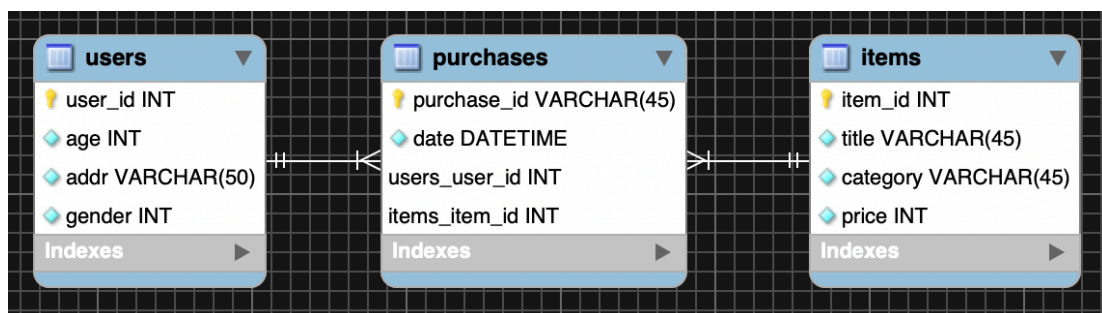 users
user_id INT
age INT
addr VARCHAR(50)
gender INT
Indexes
purchases
purchase_id VARCHAR(45)
date DATETIME
users_user_id INT
items_item_id INT
Indexes
items
item_id INT
title VARCHAR(45)
category VARCHAR(45)
price INT
Indexes